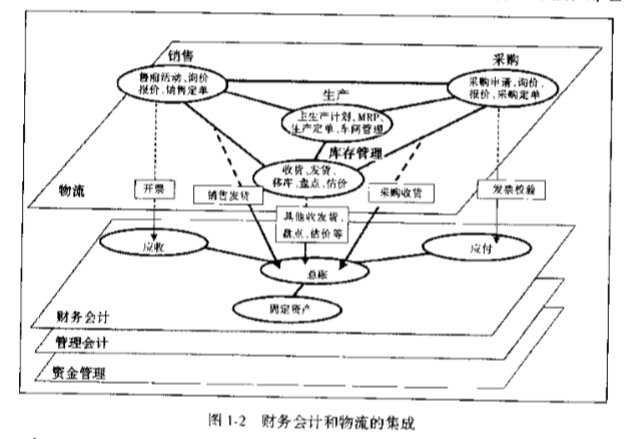 销售
采购
售前活动、询价
报价、销售定单
采购申请、询价、
报价、采购定单
生产
主生产计划、MRP、
生产定单、车间管理
库存管理
收货、发货、
移库、盘点、估价
物流
开票
销售发货
采购收货
发票校验
其他收发货、
盘点、估价等
应收
应付
总账
固定资产
财务会计
管理会计
资金管理
图 1-2 财务会计和物流的集成